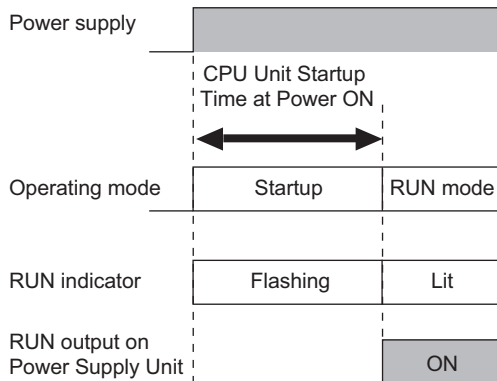 Power supply
CPU Unit Startup
Time at Power ON
Operating mode
Startup
RUN mode
RUN indicator
Flashing
Lit
RUN output on
Power Supply Unit
ON